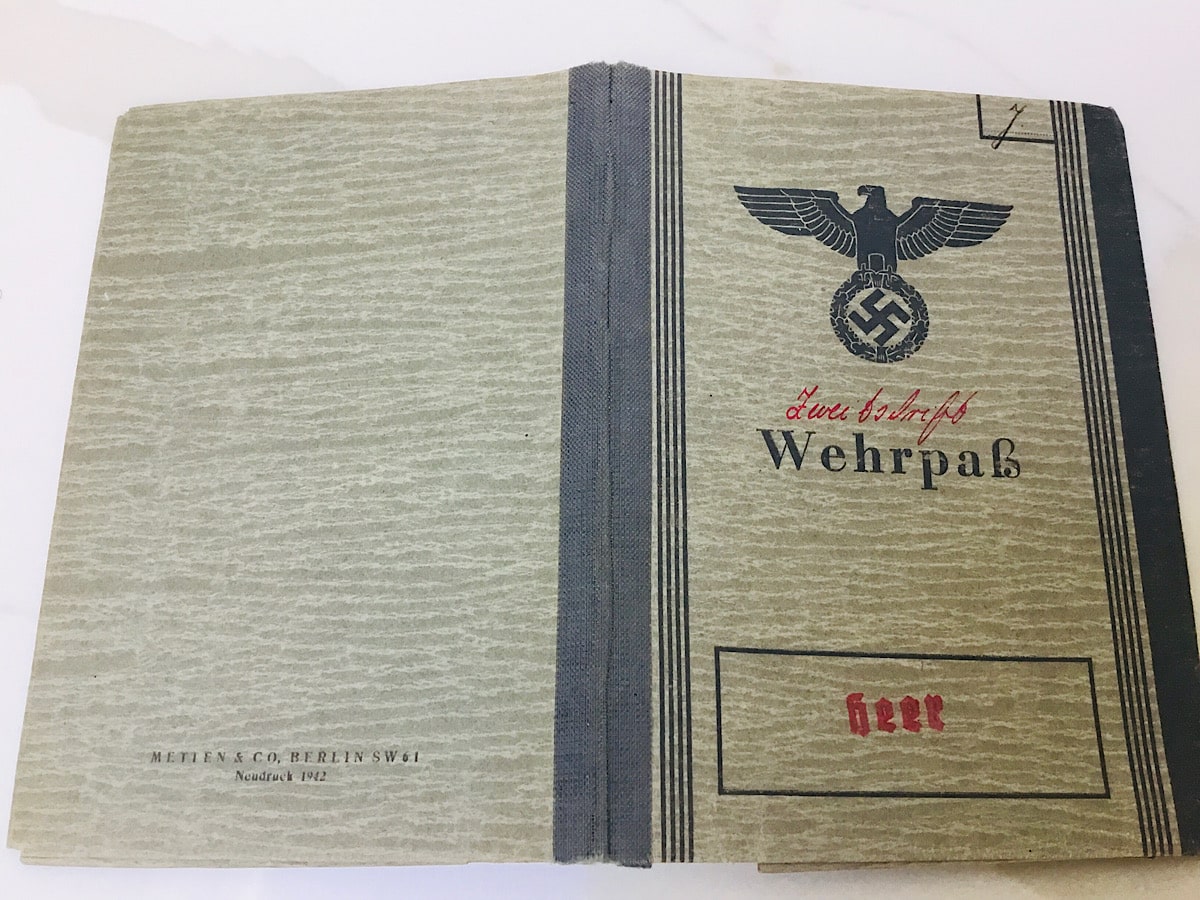 METTEN & CO, BERLIN SW 61
Neudruck 1942
J.
Zweitschrift
Wehrpaß
Heer